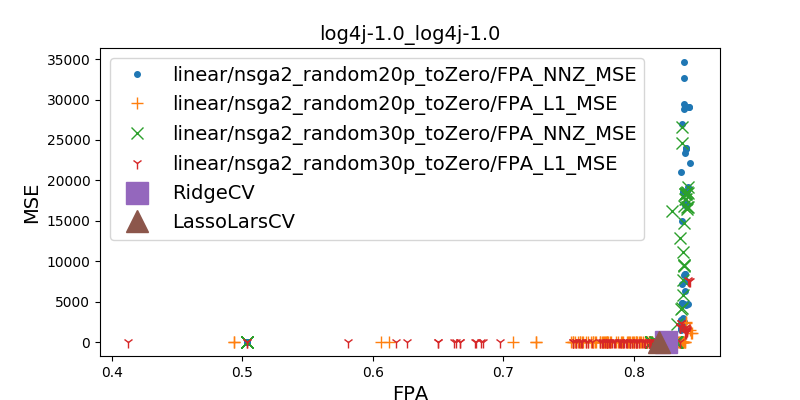 log4j-1.0_log4j-1.0
linear/nsga2_random20p_toZero/FPA_NNZ_MSE
linear/nsga2_random20p_toZero/FPA_L1_MSE
linear/nsga2_random30p_toZero/FPA_NNZ_MSE
linear/nsga2_random30p_toZero/FPA_L1_MSE
RidgeCV
LassoLarsCV
MSE
35000
30000
25000
20000
15000
10000
5000
0
0.4 0.5 0.6 0.7 0.8
FPA